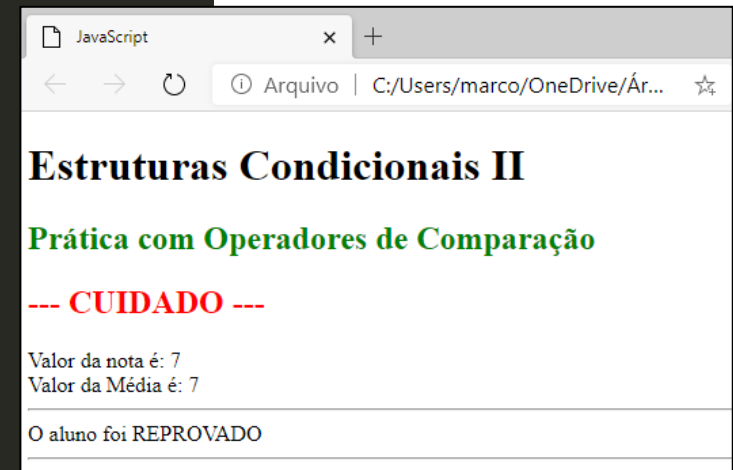 JavaScript
Arquivo | C:/Users/marco/OneDrive/Ár...
Estruturas Condicionais II
Prática com Operadores de Comparação
--- CUIDADO ---
Valor da nota é: 7
Valor da Média é: 7
O aluno foi REPROVADO